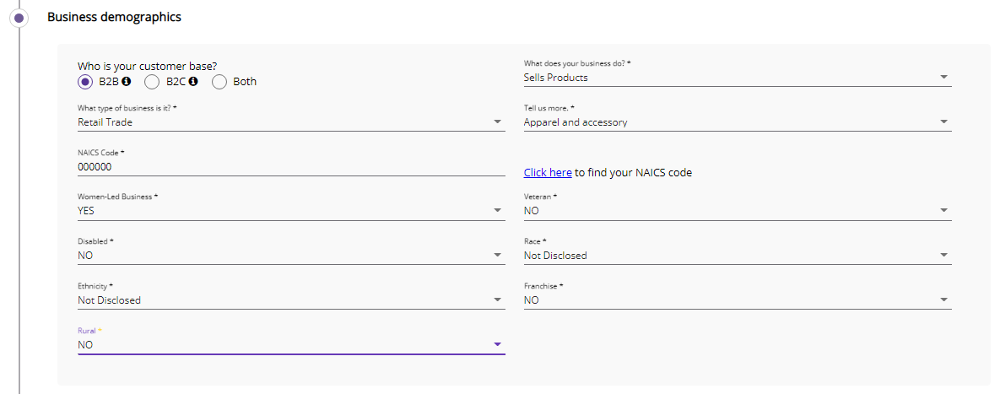 Business demographics
Who is your customer base?
B2B B2C Both
What does your business do? *
Sells Products
What type of business is it? *
Retail Trade
Tell us more. *
Apparel and accessory
NAICS Code *
000000
Click here to find your NAICS code
Women-Led Business *
YES
Veteran *
NO
Disabled *
NO
Race *
Not Disclosed
Ethnicity *
Not Disclosed
Franchise *
NO
Rural *
NO